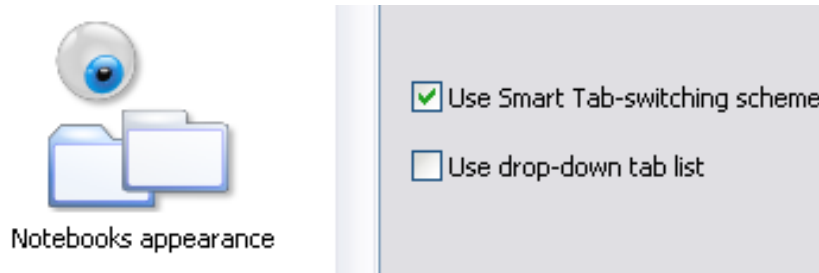 Use Smart Tab-switching scheme
Use drop-down tab list
Notebooks appearance